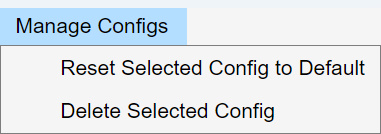 Manage Configs
Reset Selected Config to Default
Delete Selected Config